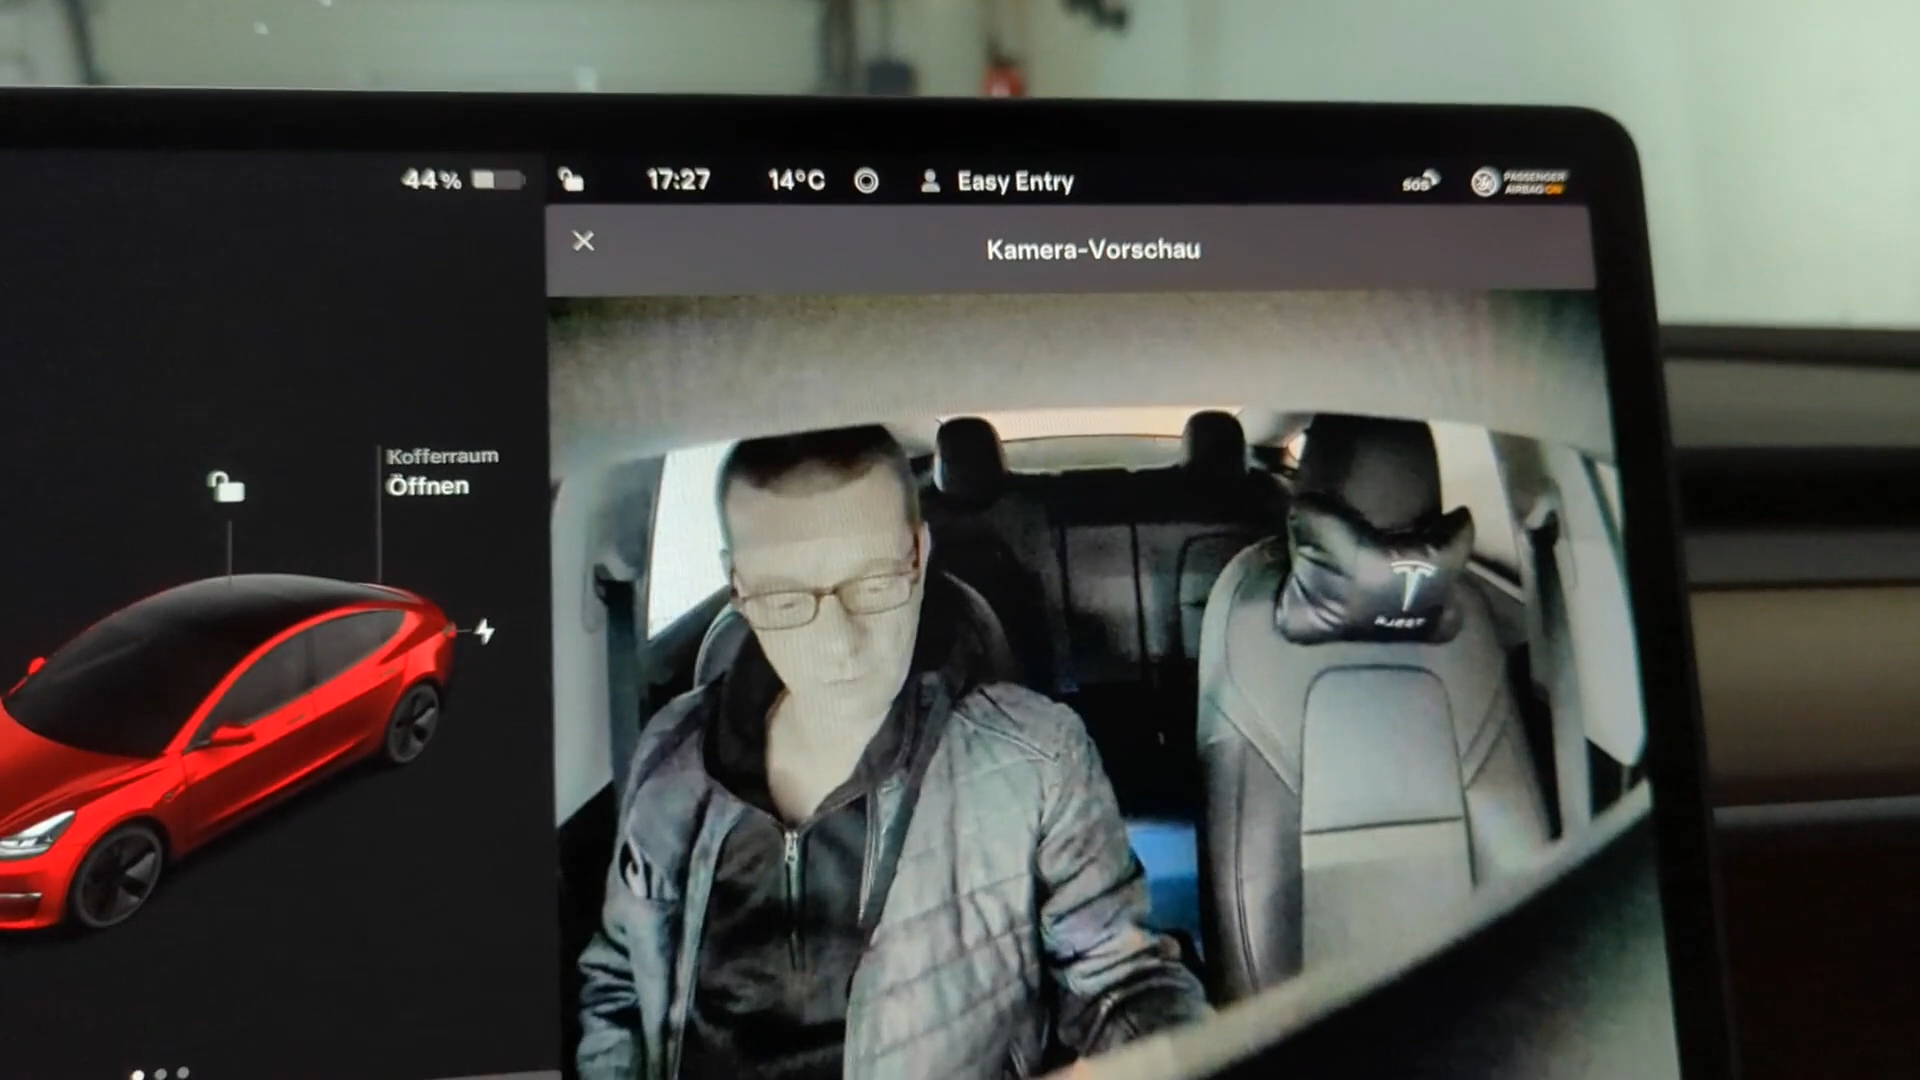 44%
17:27
14°C
Easy Entry
SOS
PASSENGER
AIRBAG ON
Kamera-Vorschau
Kofferraum
Öffnen